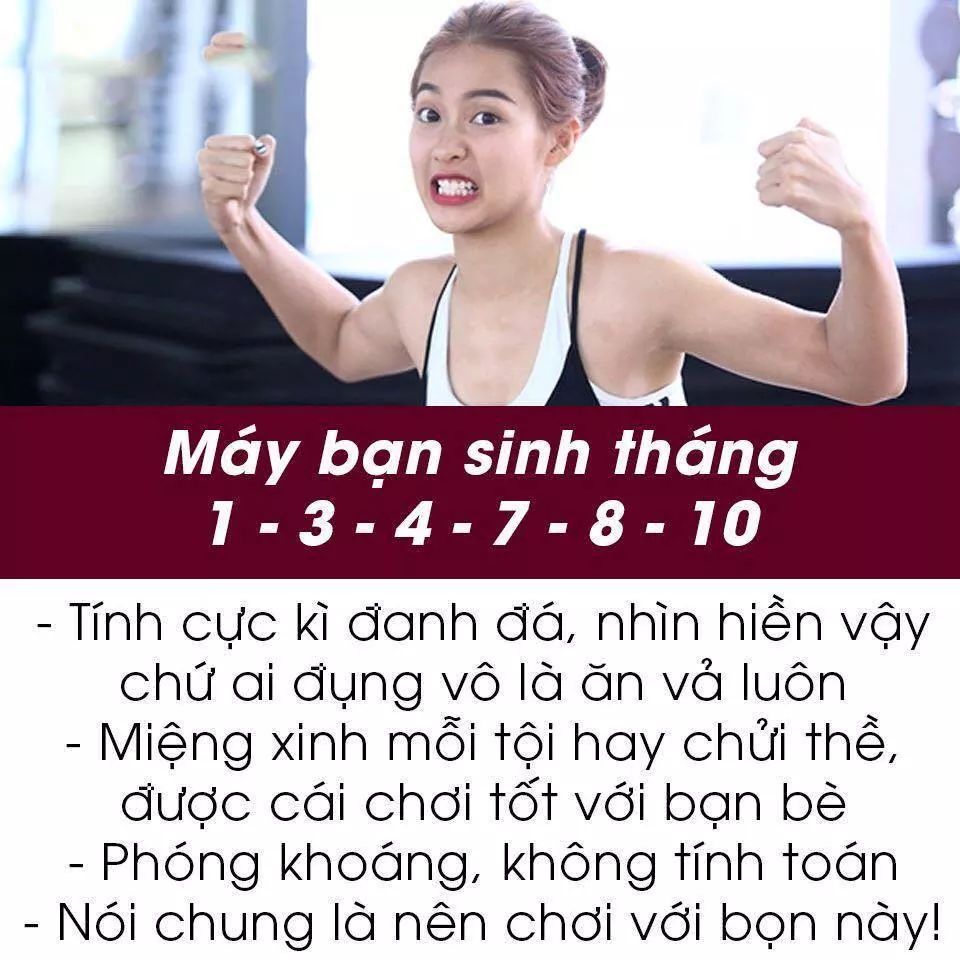 Máy bạn sinh tháng
1 - 3 - 4 - 7 - 8 - 10
- Tính cực kì đanh đá, nhìn hiền vậy
chứ ai đụng vô là ăn vả luôn
- Miệng xinh mỗi tội hay chửi thề,
được cái chơi tốt với bạn bè
- Phóng khoáng, không tính toán
- Nói chung là nên chơi với bọn này!